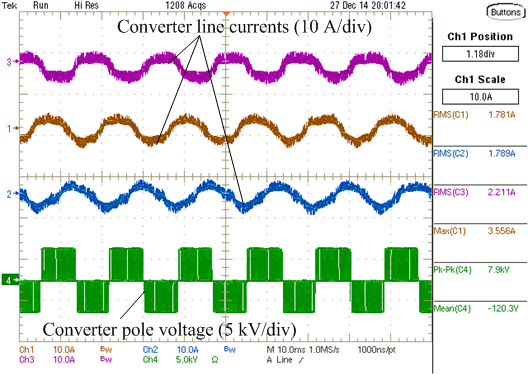 Tek Run Hi Res 1208 Acqs 27 Dec 14 20:01:42
Buttons
Converter line currents (10 A/div)
Ch1 Position
1.18div
Ch1 Scale
10.0A
3
RMS(C1) 1.781A
1
RMS(C2) 1.789A
2
RMS(C3) 2.211A
Max(C1) 3.556A
Pk-Pk(C4) 7.9kV
4
Mean(C4) -120.3V
Converter pole voltage (5 kV/div)
Ch1 10.0A Bw Ch2 10.0A Bw M 10.0ms 1.0MS/s 1000ns/pt
Ch3 10.0A Bw Ch4 5.0kV Ω A Line